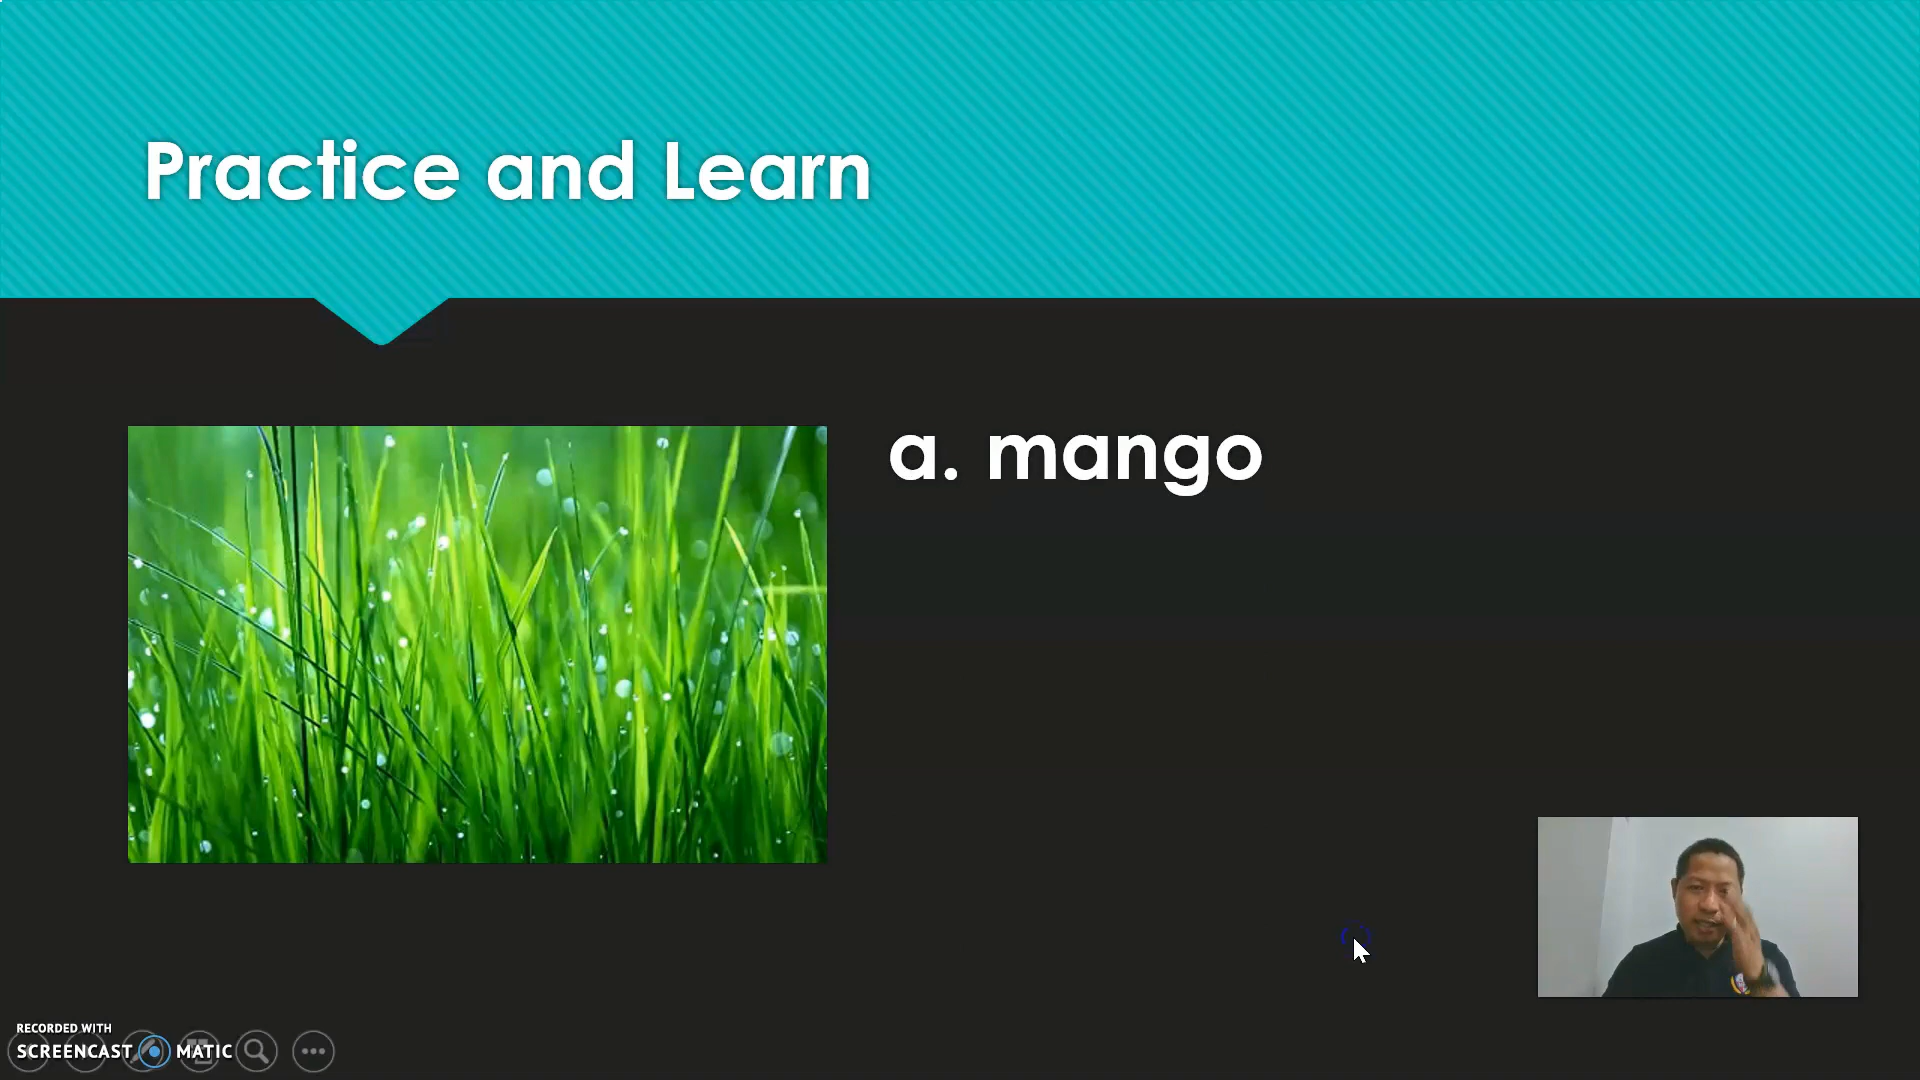 Practice and Learn
a. mango
RECORDED WITH
SCREENCAST MATIC